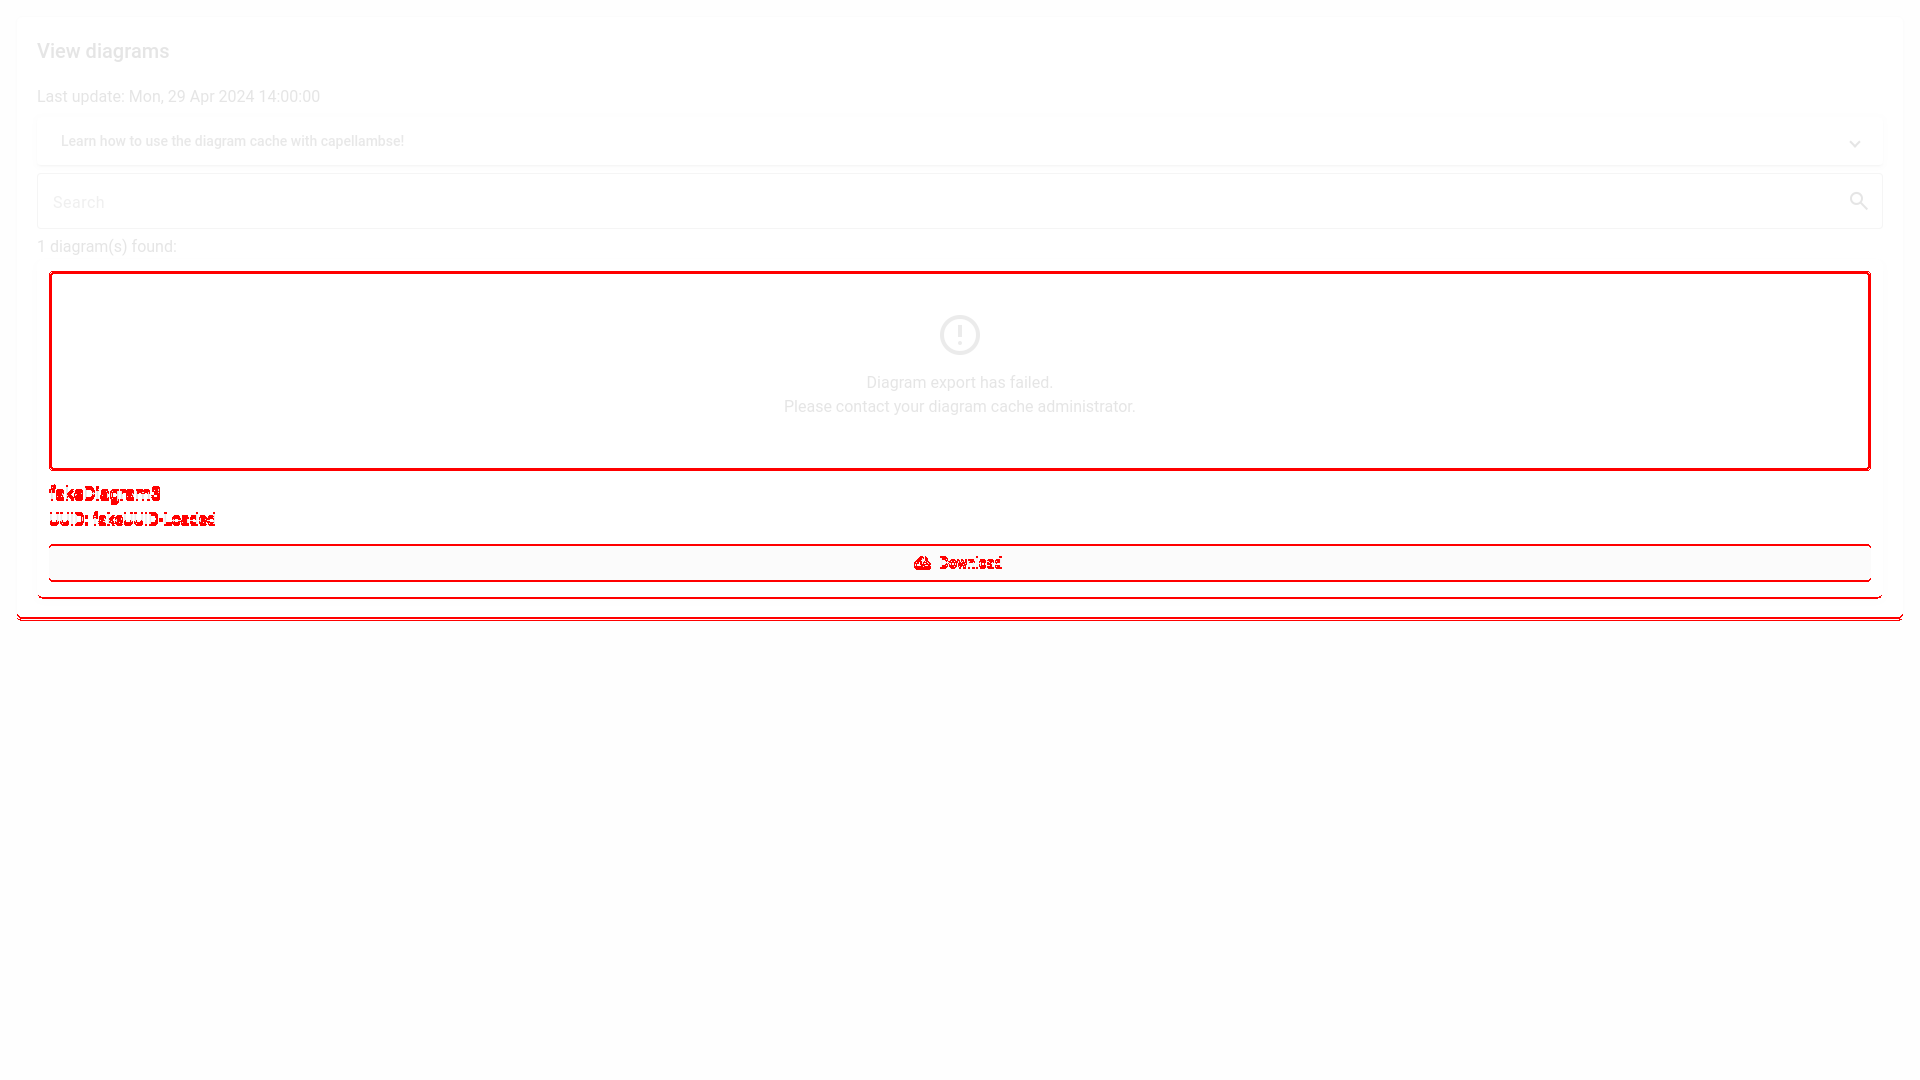 View diagrams
Last update: Mon, 29 Apr 2024 14:00:00
Learn how to use the diagram cache with capellambse!
Search
1 diagram(s) found:
Diagram export has failed.
Please contact your diagram cache administrator.
fakeDiagram3
UUID: fakeUUID-Loaded
Download